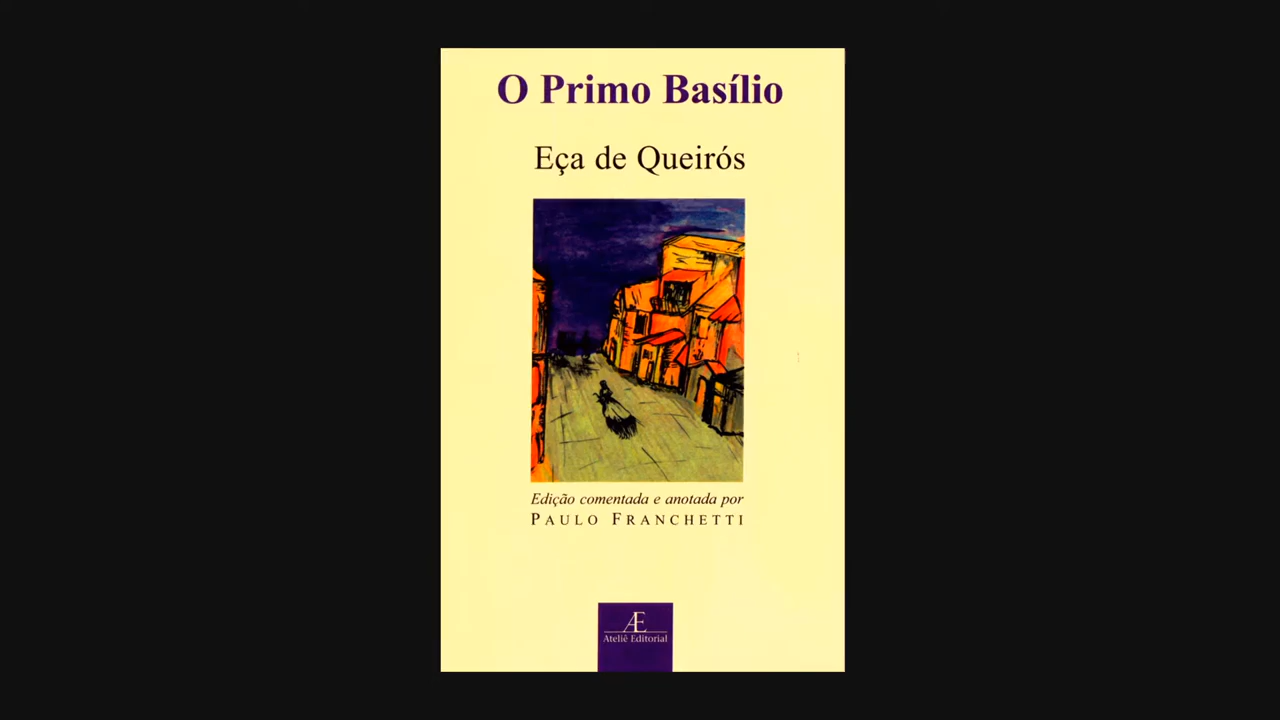 O Primo Basílio
Eça de Queirós
Edição comentada e anotada por
PAULO FRANCHETTI
Æ
Ateliê Editorial